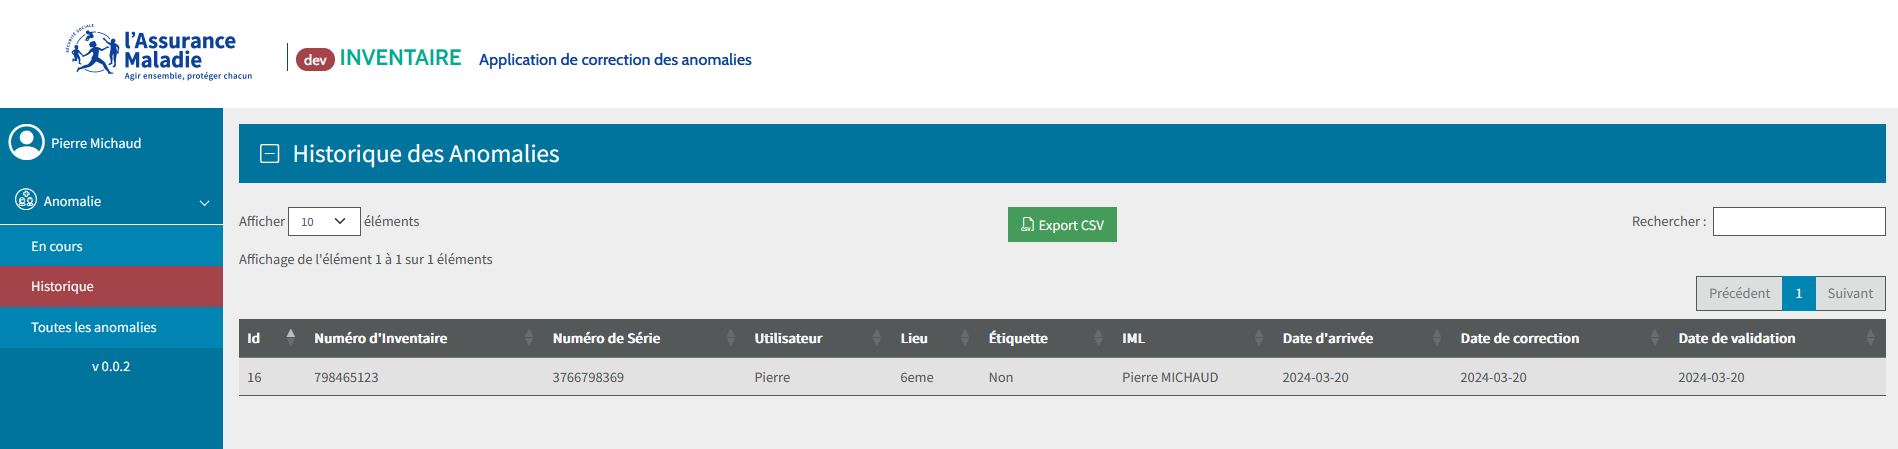 SÉCURITÉ SOCIALE
l'Assurance
Maladie
Agir ensemble, protéger chacun
dev INVENTAIRE Application de correction des anomalies
Pierre Michaud
Anomalie
En cours
Historique
Toutes les anomalies
v 0.0.2
Historique des Anomalies
Afficher 10 éléments
CSV Export CSV
Rechercher :
Affichage de l'élément 1 à 1 sur 1 éléments
Précédent 1 Suivant
Id Numéro d'Inventaire Numéro de Série Utilisateur Lieu Étiquette IML Date d'arrivée Date de correction Date de validation
16 798465123 3766798369 Pierre 6eme Non Pierre MICHAUD 2024-03-20 2024-03-20 2024-03-20